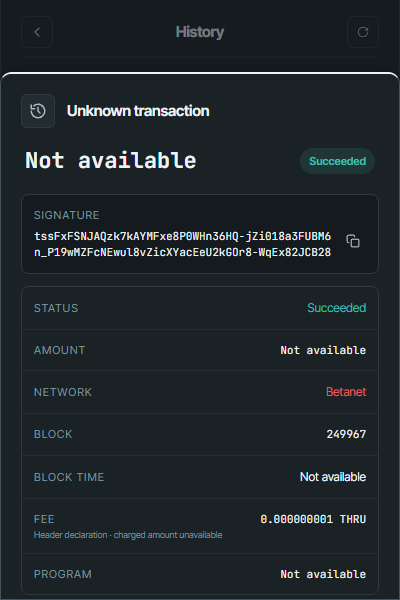 History
Unknown transaction
Not available
Succeeded
SIGNATURE
tssFxFSNJAQzk7kAYMFxe8P0WHn36HQ-jZi018a3FUBM6
n_P19wMZFcNEwul8vZicXYacEeU2kGOr8-WqEx82JCB28
STATUS
Succeeded
AMOUNT
Not available
NETWORK
Betanet
BLOCK
249967
BLOCK TIME
Not available
FEE
0.000000001 THRU
Header declaration · charged amount unavailable
PROGRAM
Not available